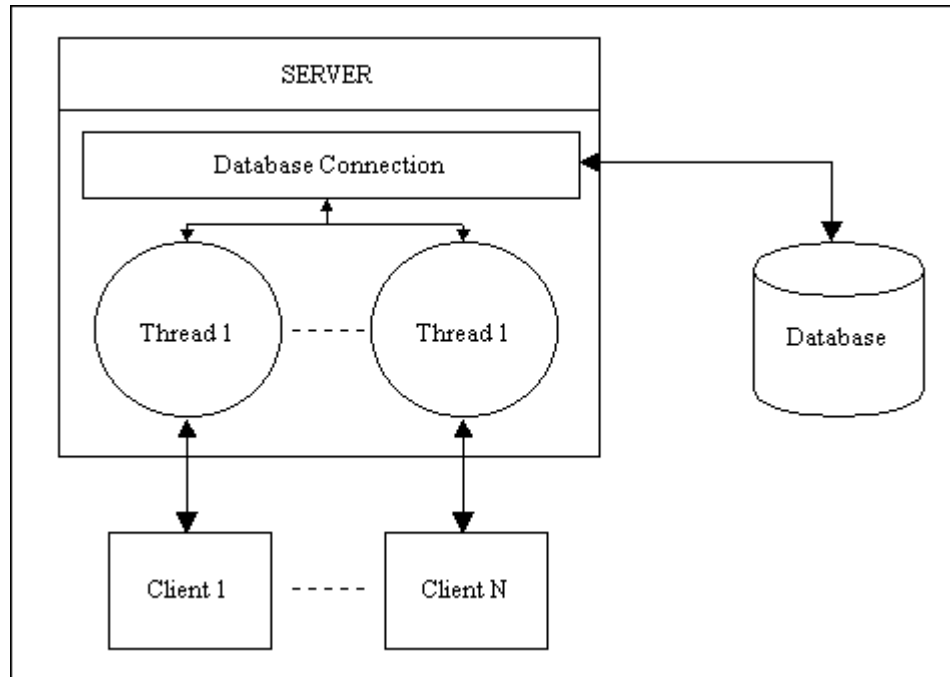 SERVER
Database Connection
Thread 1
Thread 1
Database
Client 1
Client N